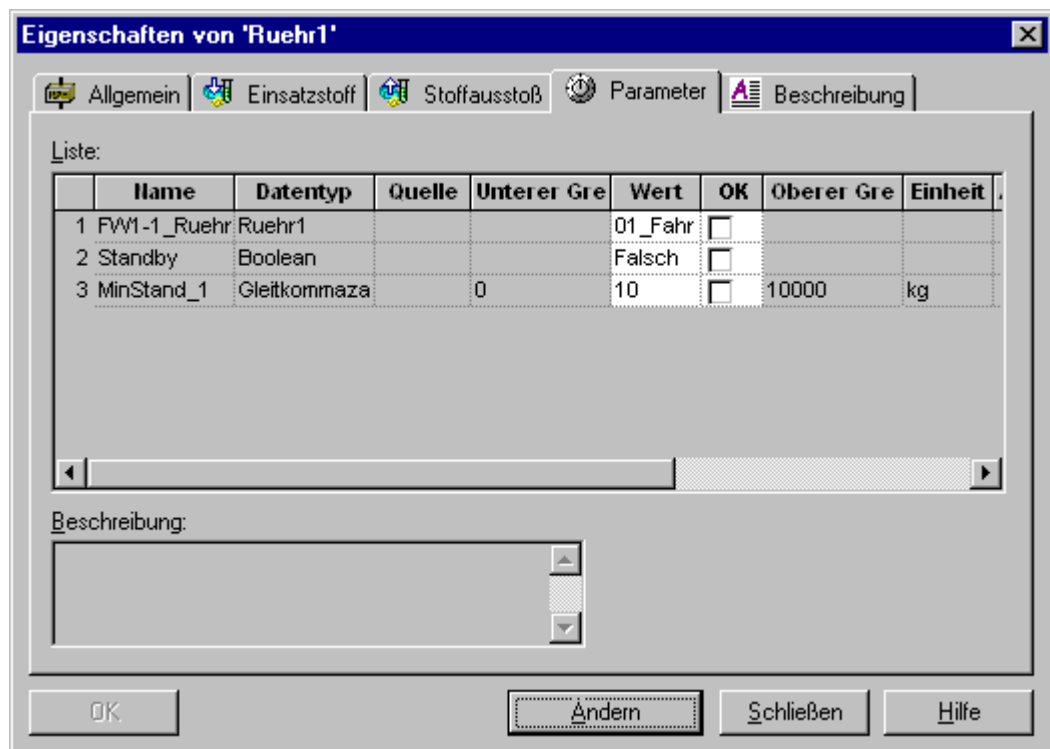 Eigenschaften von 'Ruehr1'
Allgemein Einsatzstoff Stoffausstoß Parameter Beschreibung
Liste:
Name Datentyp Quelle Unterer Gre Wert OK Oberer Gre Einheit
1 FW1-1_Ruehr Ruehr1 01_Fahr
2 Standby Boolean Falsch
3 MinStand_1 Gleitkommaza 0 10 10000 kg
Beschreibung:
OK Ändern Schließen Hilfe